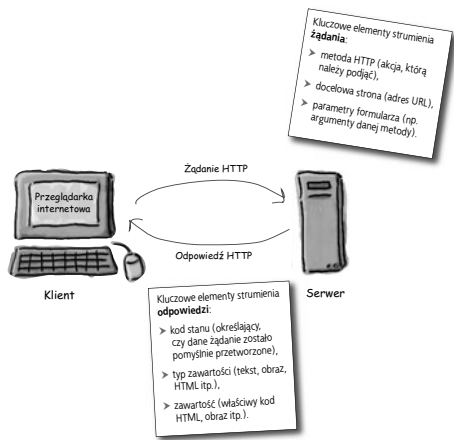 Kluczowe elementy strumienia
żądania:
➤ metoda HTTP (akcja, którą
należy podjąć),
➤ docelowa strona (adres URL),
➤ parametry formularza (np.
argumenty danej metody).
Żądanie HTTP
Przeglądarka
internetowa
Odpowiedź HTTP
Klient
Serwer
Kluczowe elementy strumienia
odpowiedzi:
➤ kod stanu (określający,
czy dane żądanie zostało
pomyślnie przetworzone),
➤ typ zawartości (tekst, obraz,
HTML itp.),
➤ zawartość (właściwy kod
HTML, obraz itp.).